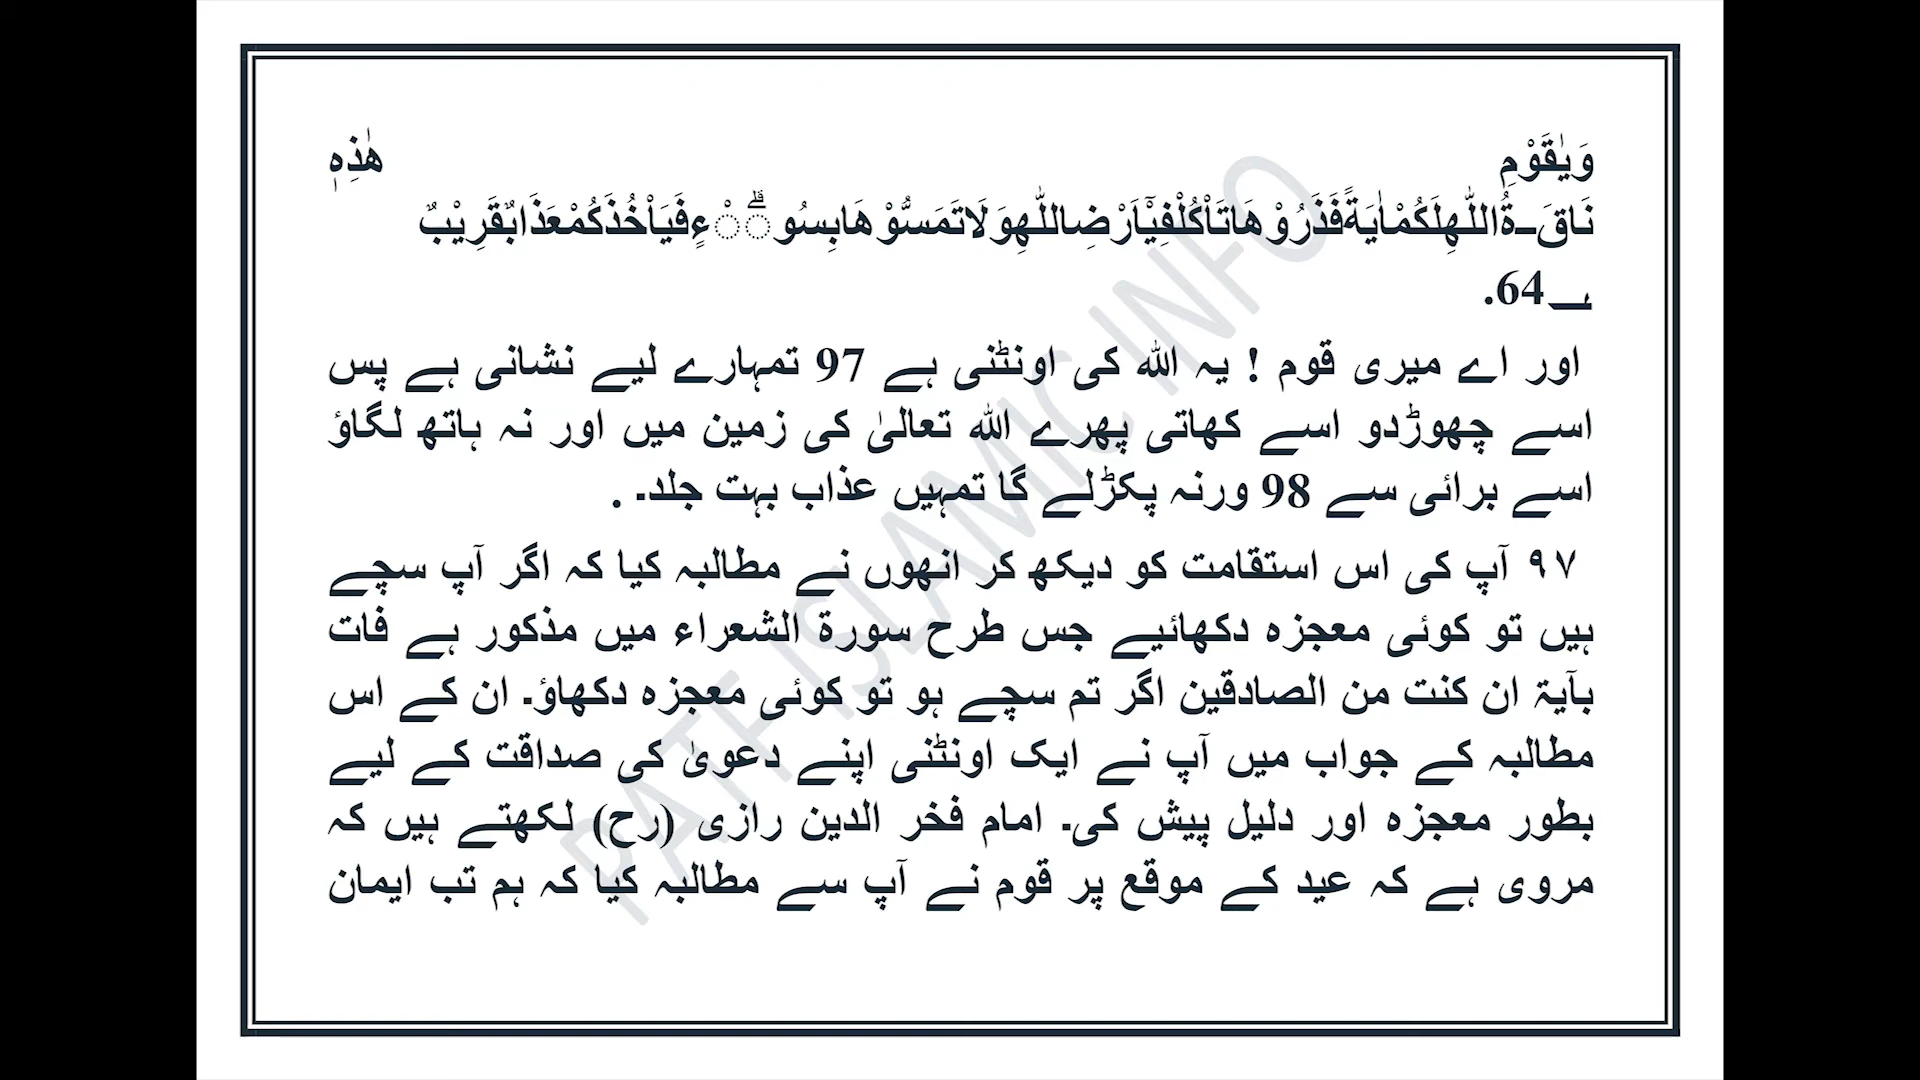 وَيٰقَوْمِ هٰذِهٖ
نَاقَـةُاللّٰهِلَكُمْاٰيَةًفَذَرُوْهَاتَاْكُلْفِيْۤاَرْضِاللّٰهِوَلَاتَمَسُّوْهَابِسُوۗ ْءٍفَيَاْخُذَكُمْعَذَابٌقَرِيْبٌ
؀64.
اور اے میری قوم ! یہ اللہ کی اونٹنی ہے 97 تمہارے لیے نشانی ہے پس
اسے چھوڑدو اسے کھاتی پھرے اللہ تعالیٰ کی زمین میں اور نہ ہاتھ لگاؤ
اسے برائی سے 98 ورنہ پکڑلے گا تمہیں عذاب بہت جلد۔ .
٩٧ آپ کی اس استقامت کو دیکھ کر انھوں نے مطالبہ کیا کہ اگر آپ سچے
ہیں تو کوئی معجزہ دکھائیے جس طرح سورۃ الشعراء میں مذکور ہے فات
بآیۃ ان کنت من الصادقین اگر تم سچے ہو تو کوئی معجزہ دکھاؤ۔ ان کے اس
مطالبہ کے جواب میں آپ نے ایک اونٹنی اپنے دعویٰ کی صداقت کے لیے
بطور معجزہ اور دلیل پیش کی۔ امام فخر الدین رازی (رح) لکھتے ہیں کہ
مروی ہے کہ عید کے موقع پر قوم نے آپ سے مطالبہ کیا کہ ہم تب ایمان
PATF ISLAMIC INFO